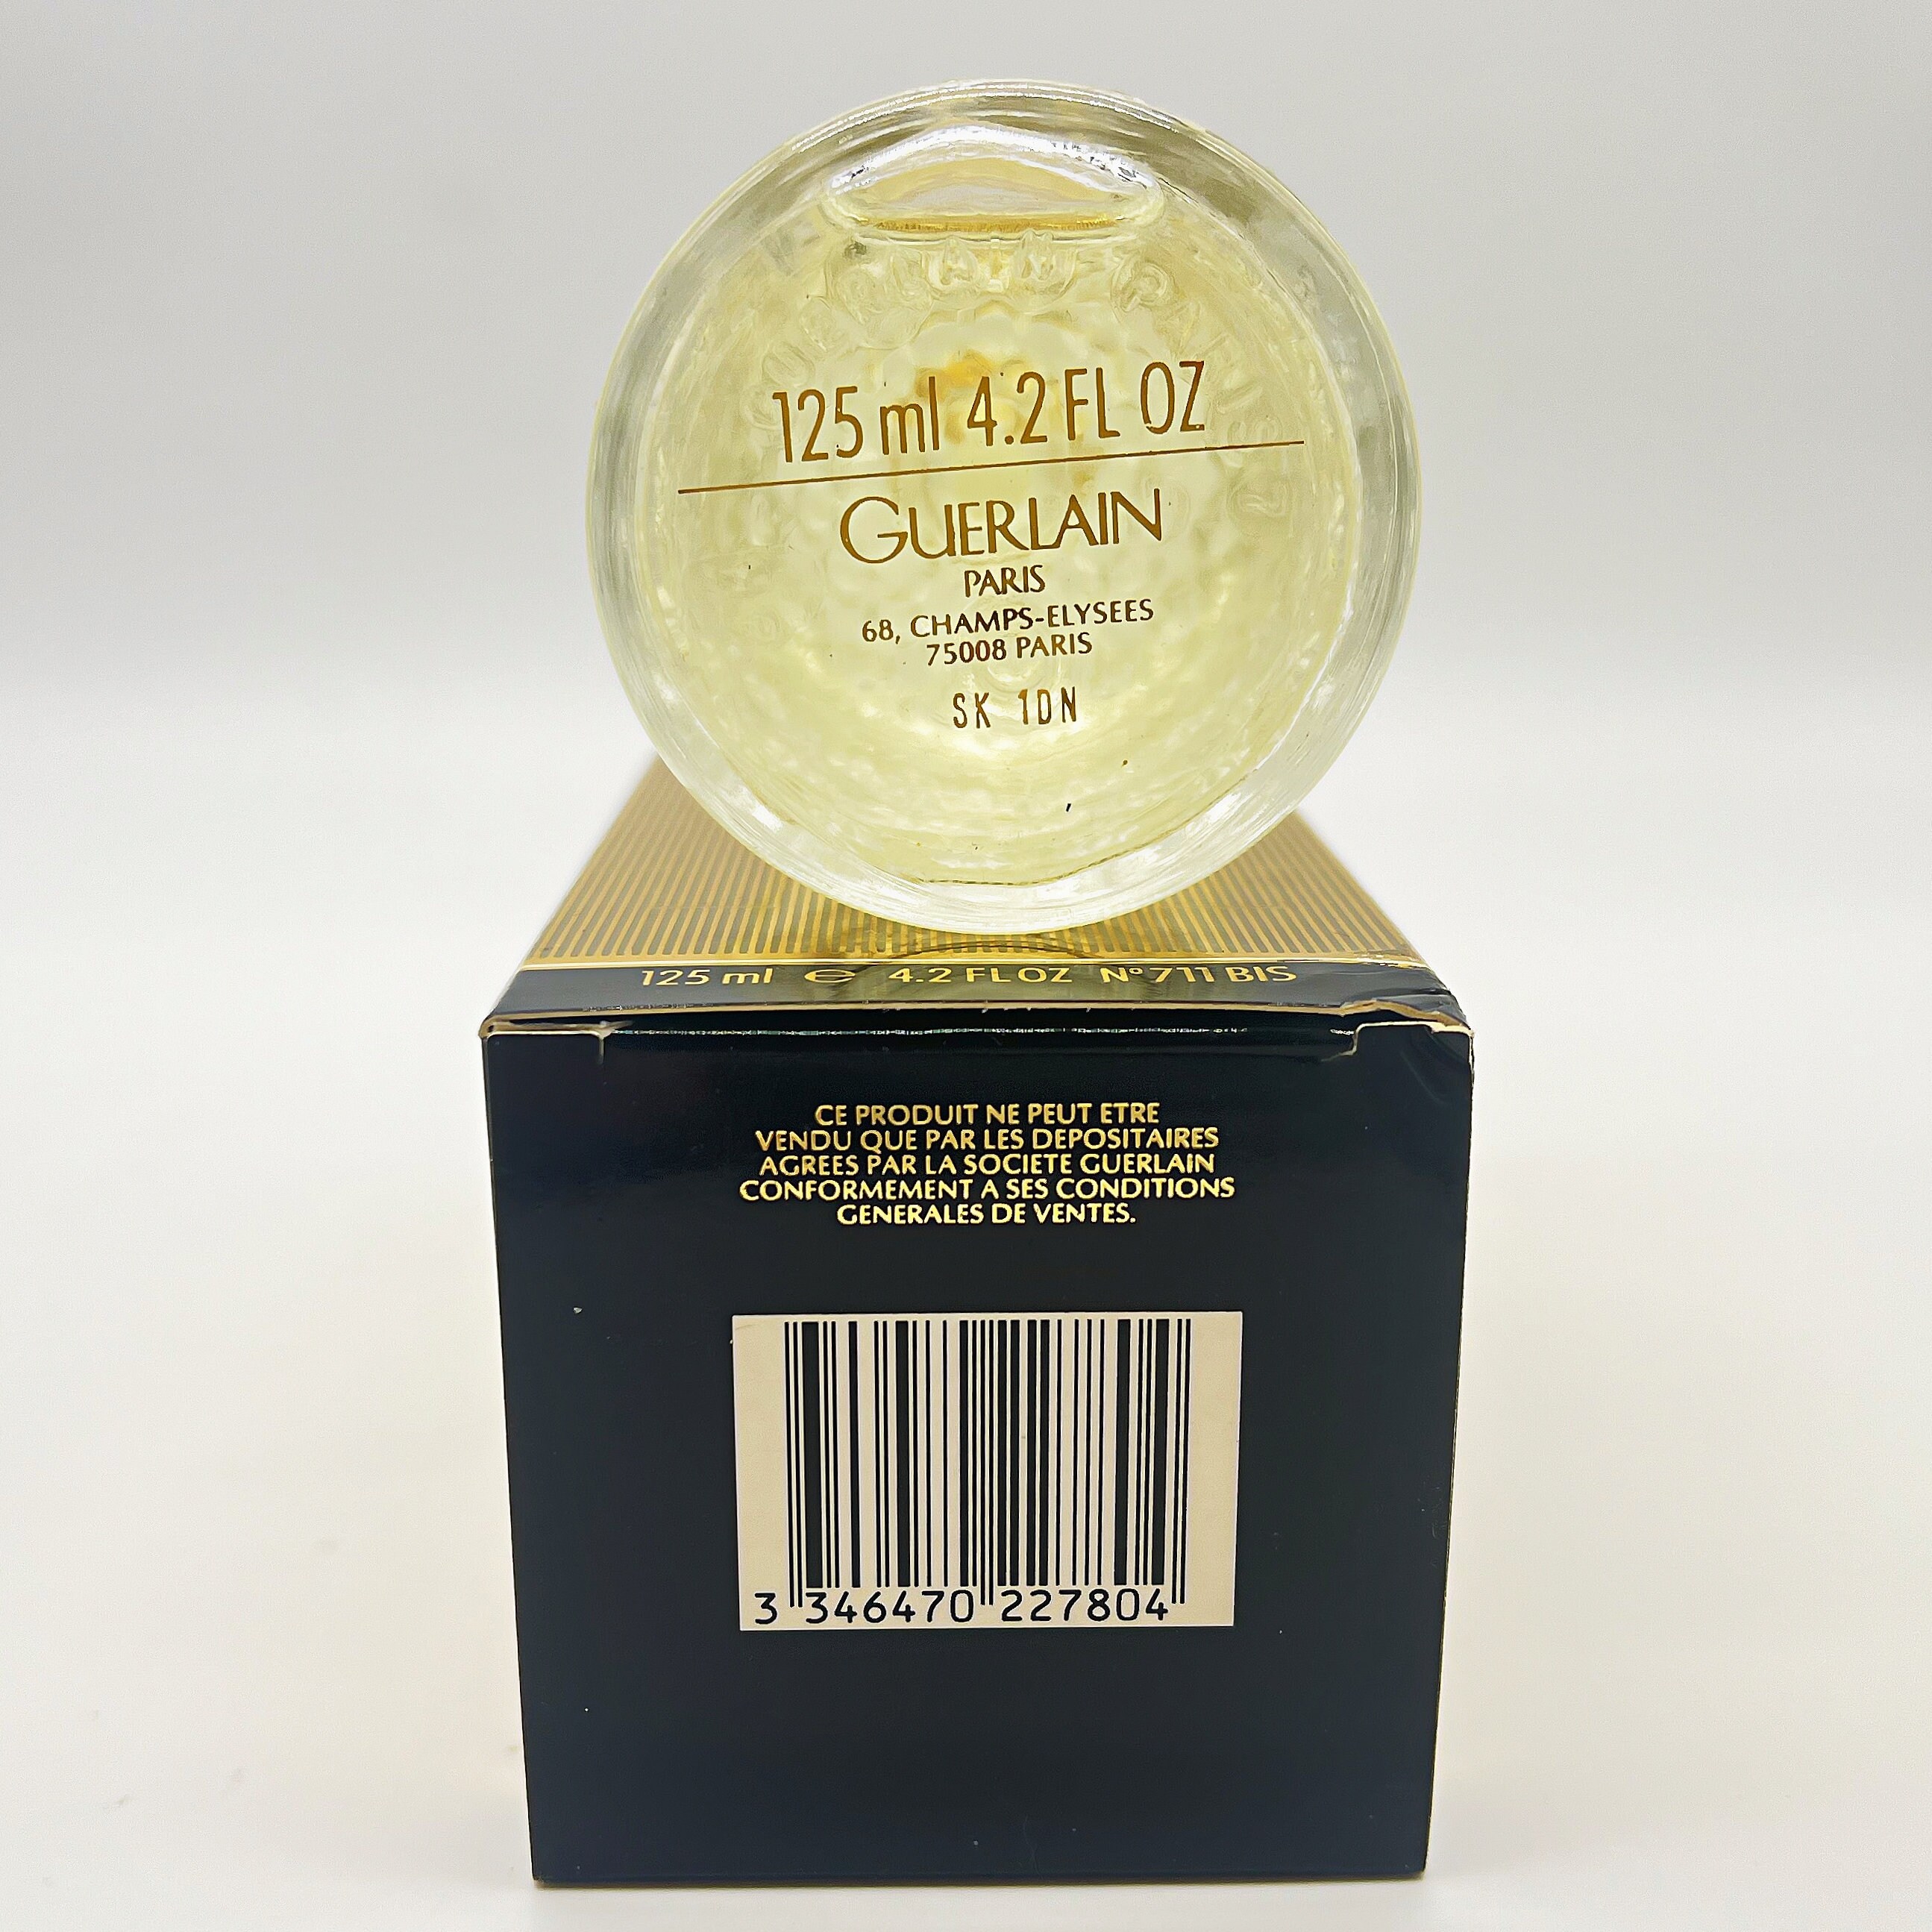 GUERLAIN PARIS
125 ml 4.2 FL OZ
GUERLAIN
PARIS
68, CHAMPS-ELYSEES
75008 PARIS
SK 1DN
125 ml ℮ 4.2 FL OZ N° 711 BIS
CE PRODUIT NE PEUT ETRE
VENDU QUE PAR LES DEPOSITAIRES
AGREES PAR LA SOCIETE GUERLAIN
CONFORMEMENT A SES CONDITIONS
GENERALES DE VENTES.
3 346470 227804